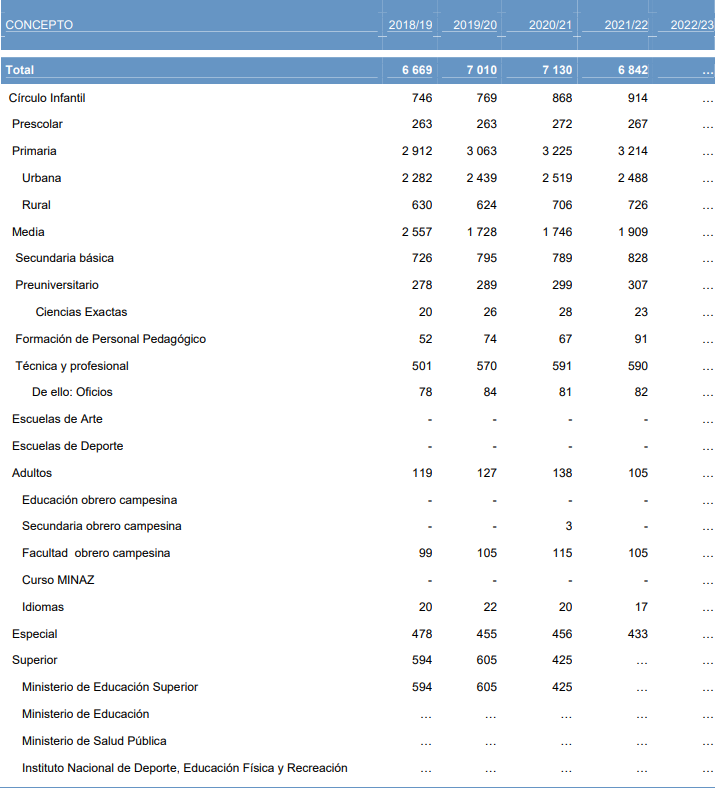 CONCEPTO 2018/19 2019/20 2020/21 2021/22 2022/23
Total 6 669 7 010 7 130 6 842 ...
Círculo Infantil 746 769 868 914 ...
Prescolar 263 263 272 267 ...
Primaria 2 912 3 063 3 225 3 214 ...
Urbana 2 282 2 439 2 519 2 488 ...
Rural 630 624 706 726 ...
Media 2 557 1 728 1 746 1 909 ...
Secundaria básica 726 795 789 828 ...
Preuniversitario 278 289 299 307 ...
Ciencias Exactas 20 26 28 23 ...
Formación de Personal Pedagógico 52 74 67 91 ...
Técnica y profesional 501 570 591 590 ...
De ello: Oficios 78 84 81 82 ...
Escuelas de Arte - - - - ...
Escuelas de Deporte - - - - ...
Adultos 119 127 138 105 ...
Educación obrero campesina - - - - ...
Secundaria obrero campesina - - 3 - ...
Facultad obrero campesina 99 105 115 105 ...
Curso MINAZ - - - - ...
Idiomas 20 22 20 17 ...
Especial 478 455 456 433 ...
Superior 594 605 425 ... ...
Ministerio de Educación Superior 594 605 425 ... ...
Ministerio de Educación ... ... ... ... ...
Ministerio de Salud Pública ... ... ... ... ...
Instituto Nacional de Deporte, Educación Física y Recreación ... ... ... ... ...